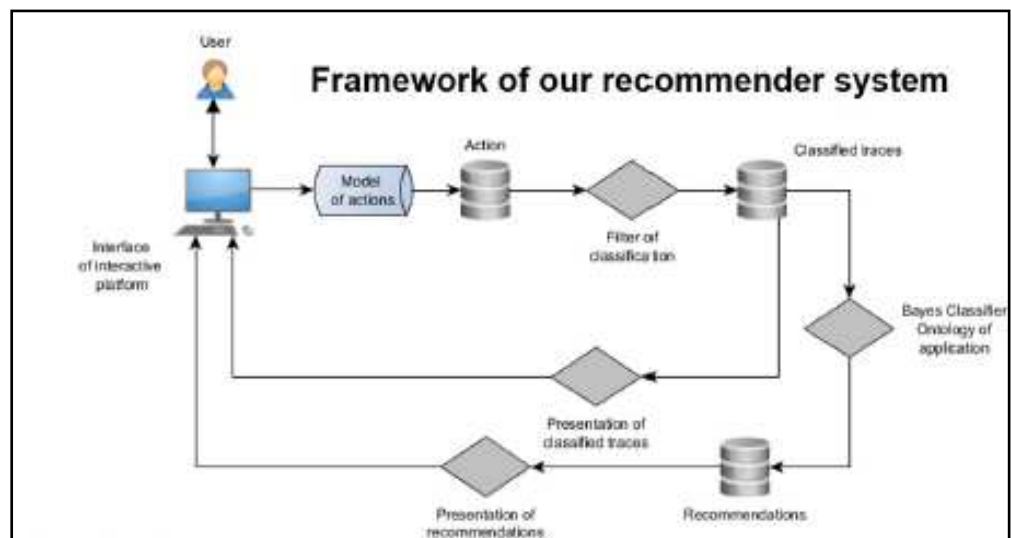 User
Framework of our recommender system
Action
Classified traces
Model
of actions
Interface
of interactive
platform
Filter of
classification
Bayes Classifier
Ontology of
application
Presentation of
classified traces
Presentation of
recommendations
Recommendations